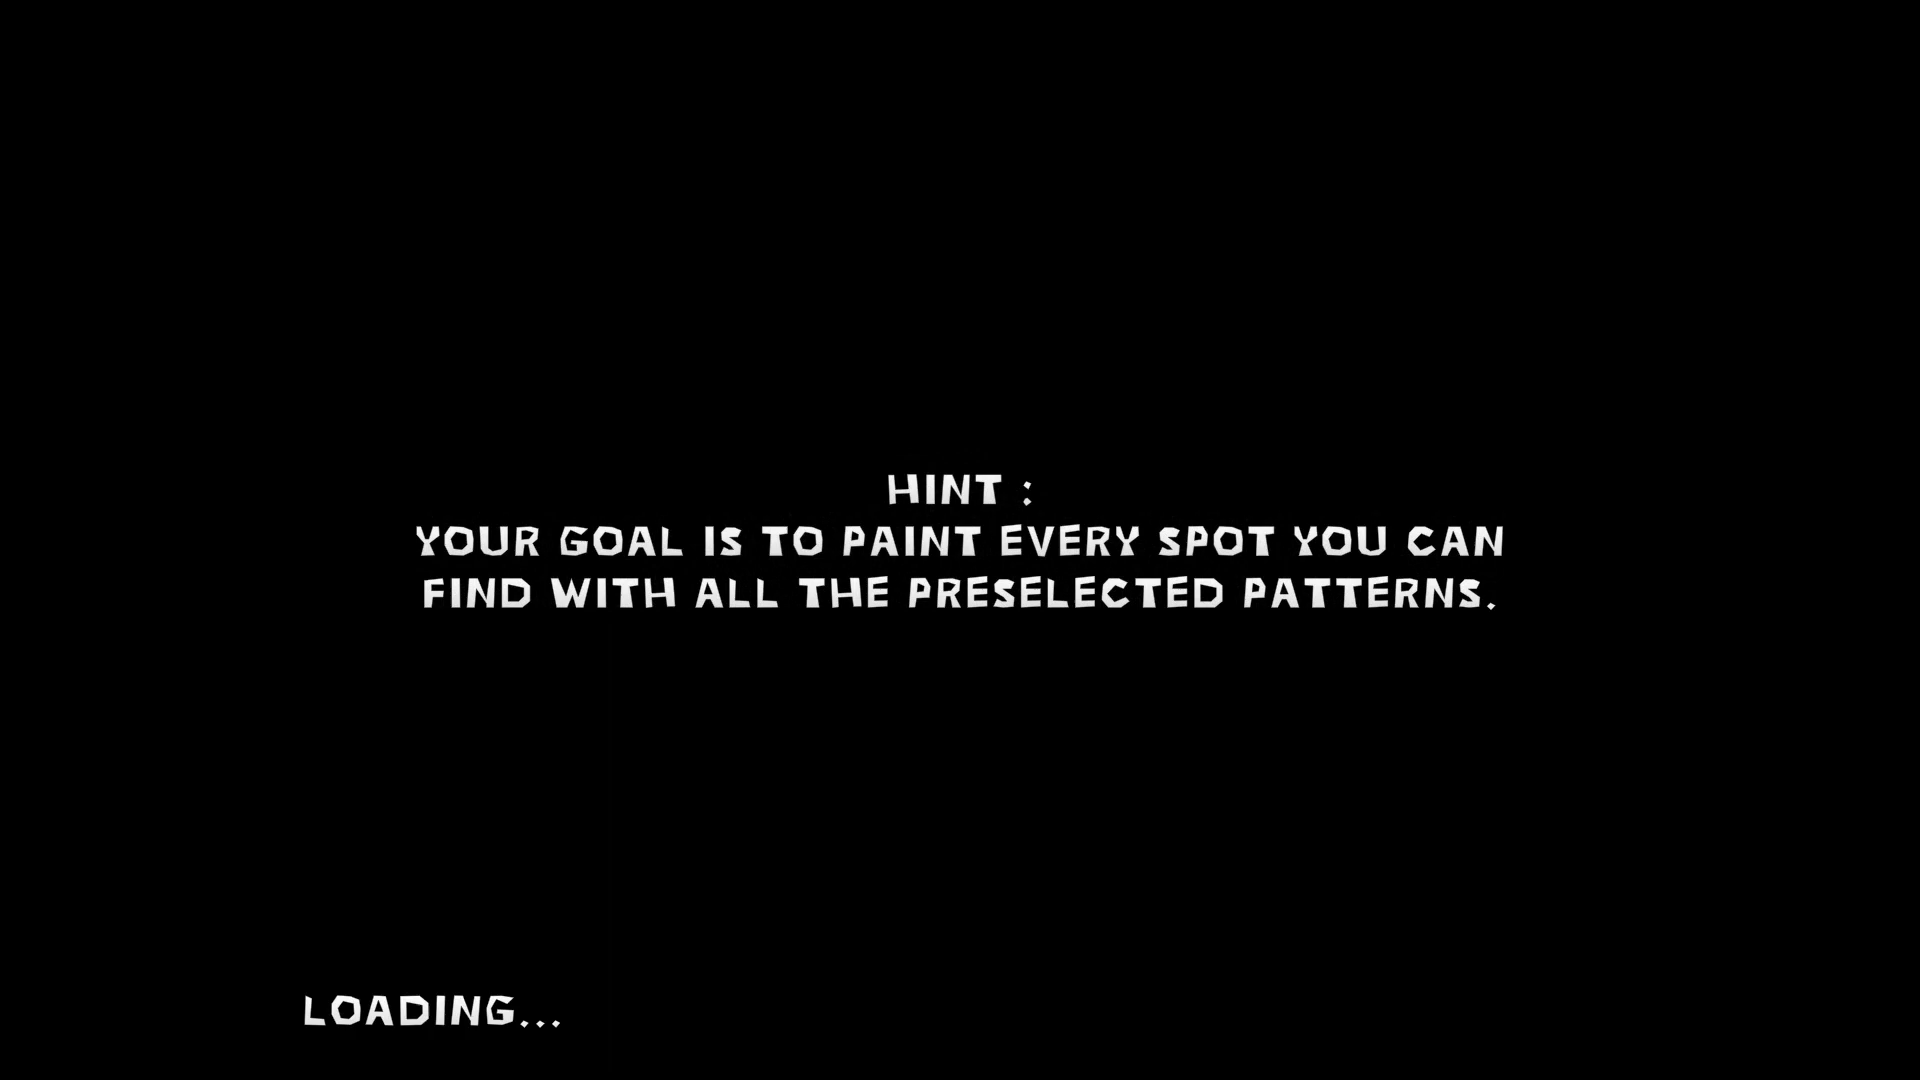 HINT :
YOUR GOAL IS TO PAINT EVERY SPOT YOU CAN
FIND WITH ALL THE PRESELECTED PATTERNS.
LOADING...